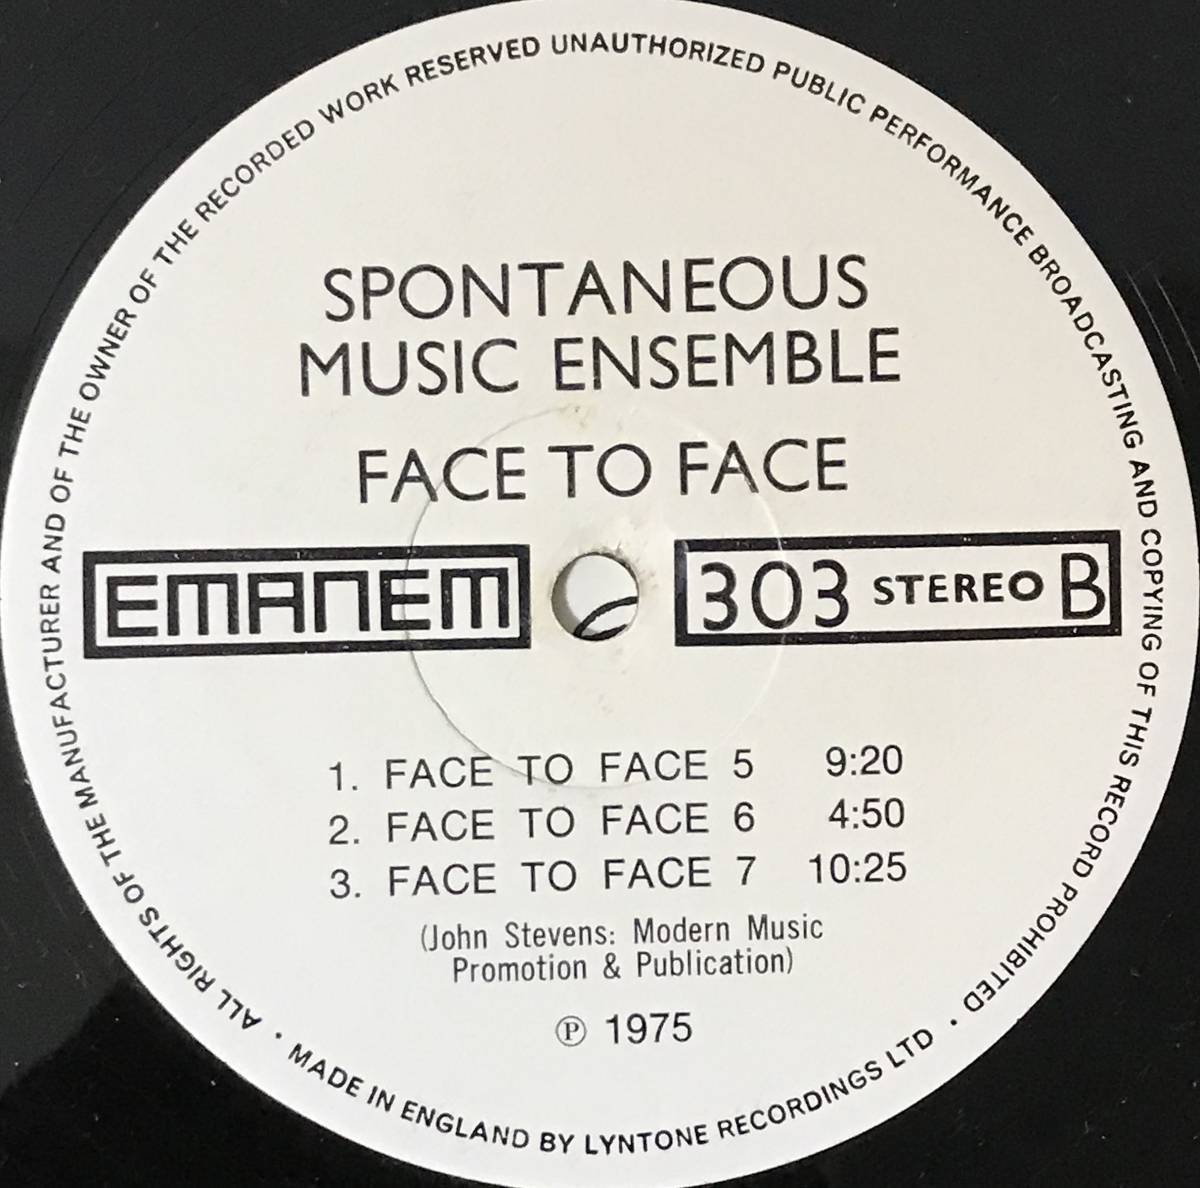 SPONTANEOUS
MUSIC ENSEMBLE
FACE TO FACE
EMANEM
303 STEREO B
1. FACE TO FACE 5 9:20
2. FACE TO FACE 6 4:50
3. FACE TO FACE 7 10:25
(John Stevens: Modern Music
Promotion & Publication)
℗ 1975
ALL RIGHTS OF THE MANUFACTURER AND OF THE OWNER OF THE RECORDED WORK RESERVED UNAUTHORIZED PUBLIC PERFORMANCE BROADCASTING AND COPYING OF THIS RECORD PROHIBITED ·
MADE IN ENGLAND BY LYNTONE RECORDINGS LTD ·